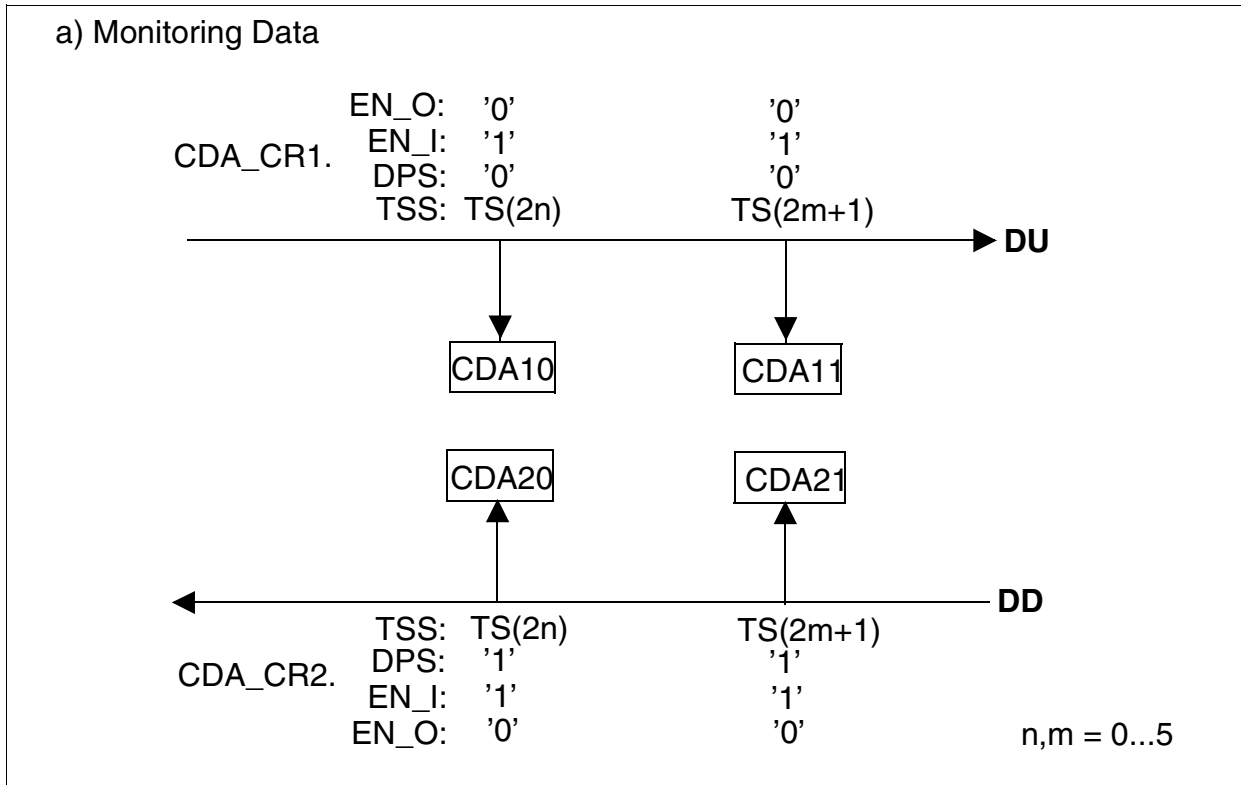 a) Monitoring Data
EN_O: '0' '0'
EN_I: '1' '1'
CDA_CR1.
DPS: '0' '0'
TSS: TS(2n) TS(2m+1)
DU
CDA10 CDA11
CDA20 CDA21
DD
TSS: TS(2n) TS(2m+1)
DPS: '1' '1'
CDA_CR2.
EN_I: '1' '1'
EN_O: '0' '0'
n,m = 0...5